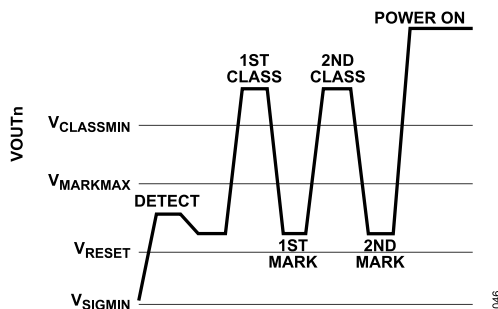 POWER ON
1ST
CLASS
2ND
CLASS
VOUTn
VCLASSMIN
VMARKMAX
DETECT
VRESET
1ST
MARK
2ND
MARK
VSIGMIN
046